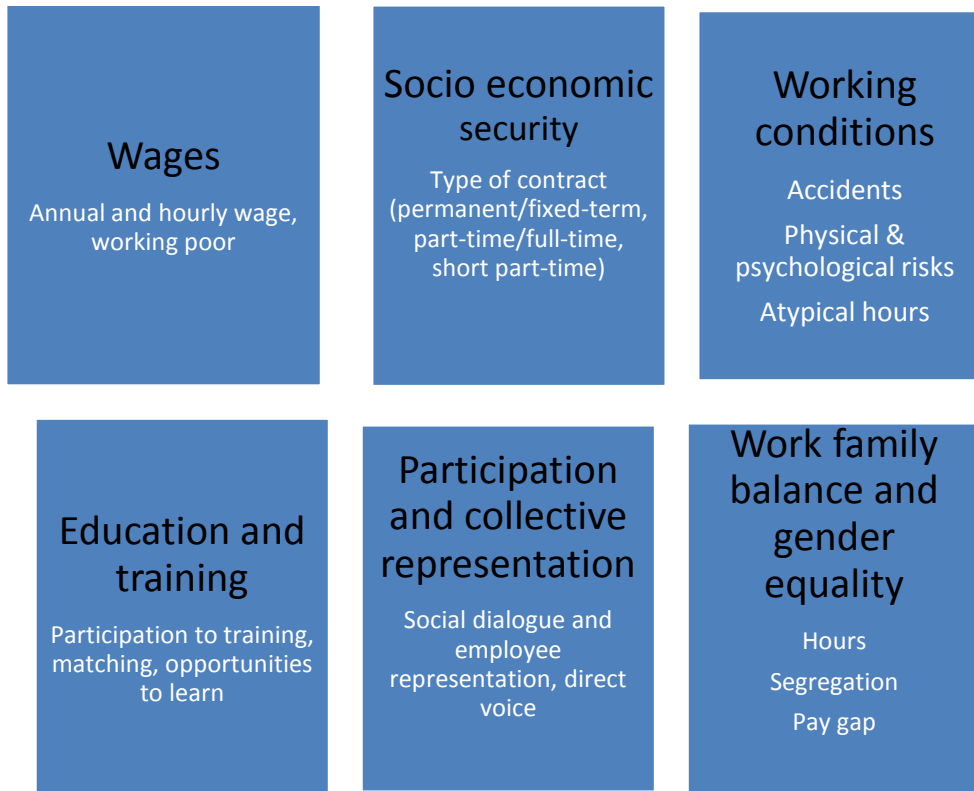 Wages
Annual and hourly wage,
working poor
Socio economic
security
Type of contract
(permanent/fixed-term,
part-time/full-time,
short part-time)
Working
conditions
Accidents
Physical &
psychological risks
Atypical hours
Education and
training
Participation to training,
matching, opportunities
to learn
Participation
and collective
representation
Social dialogue and
employee
representation, direct
voice
Work family
balance and
gender
equality
Hours
Segregation
Pay gap